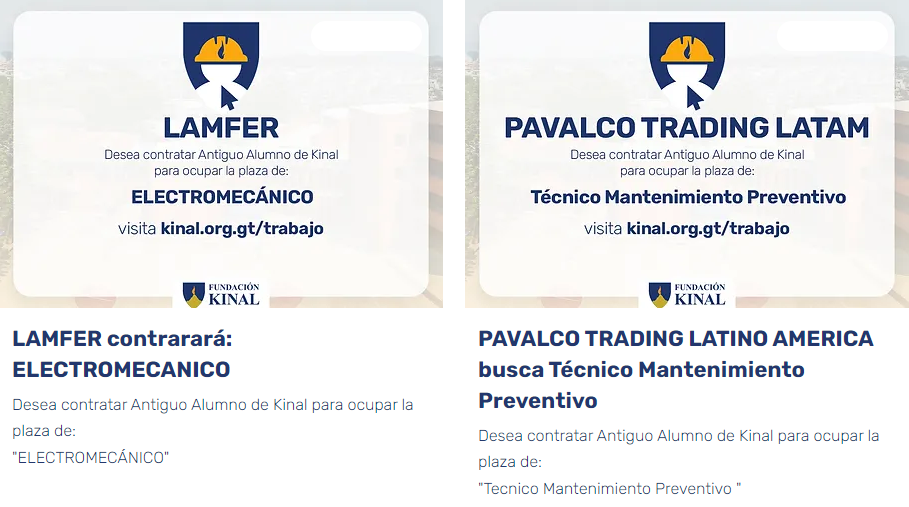 LAMFER
Desea contratar Antiguo Alumno de Kinal
para ocupar la plaza de:
ELECTROMECÁNICO
visita kinal.org.gt/trabajo
FUNDACIÓN
KINAL
LAMFER contrarará:
ELECTROMECANICO
Desea contratar Antiguo Alumno de Kinal para ocupar la
plaza de:
"ELECTROMECÁNICO"
PAVALCO TRADING LATAM
Desea contratar Antiguo Alumno de Kinal
para ocupar la plaza de:
Técnico Mantenimiento Preventivo
visita kinal.org.gt/trabajo
FUNDACIÓN
KINAL
PAVALCO TRADING LATINO AMERICA
busca Técnico Mantenimiento
Preventivo
Desea contratar Antiguo Alumno de Kinal para ocupar la
plaza de:
"Tecnico Mantenimiento Preventivo "